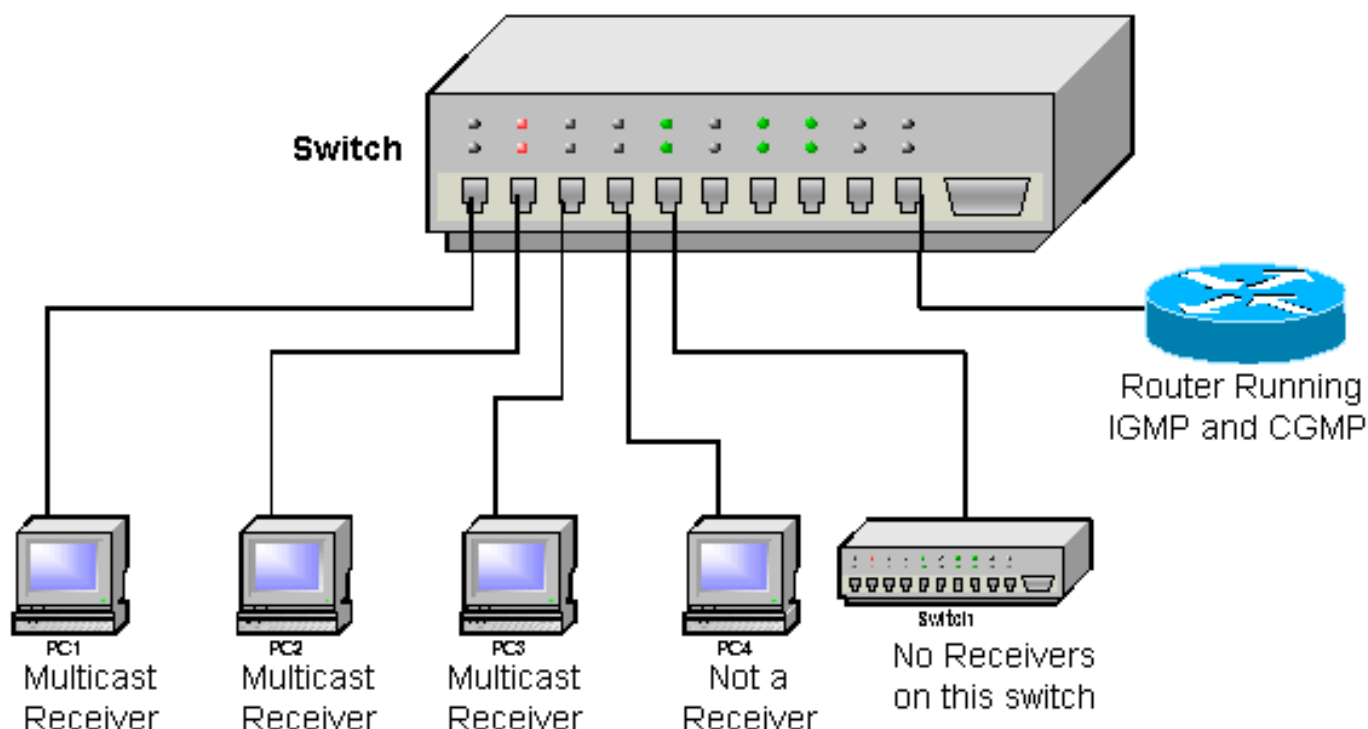 Switch
Router Running
IGMP and CGMP
PC1
Multicast
Receiver
PC2
Multicast
Receiver
PC3
Multicast
Receiver
PC4
Not a
Receiver
Switch
No Receivers
on this switch